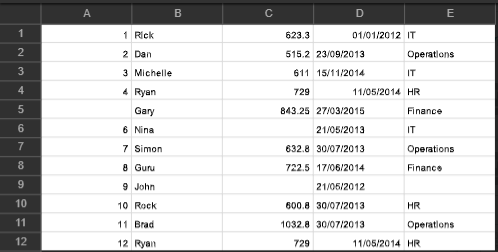 A B C D E
1 1 Rick 623.3 01/01/2012 IT
2 2 Dan 515.2 23/09/2013 Operations
3 3 Michelle 611 15/11/2014 IT
4 4 Ryan 729 11/05/2014 HR
5 Gary 843.25 27/03/2015 Finance
6 6 Nina 21/05/2013 IT
7 7 Simon 632.8 30/07/2013 Operations
8 8 Guru 722.5 17/06/2014 Finance
9 9 John 21/05/2012
10 10 Rock 600.8 30/07/2013 HR
11 11 Brad 1032.8 30/07/2013 Operations
12 12 Ryan 729 11/05/2014 HR